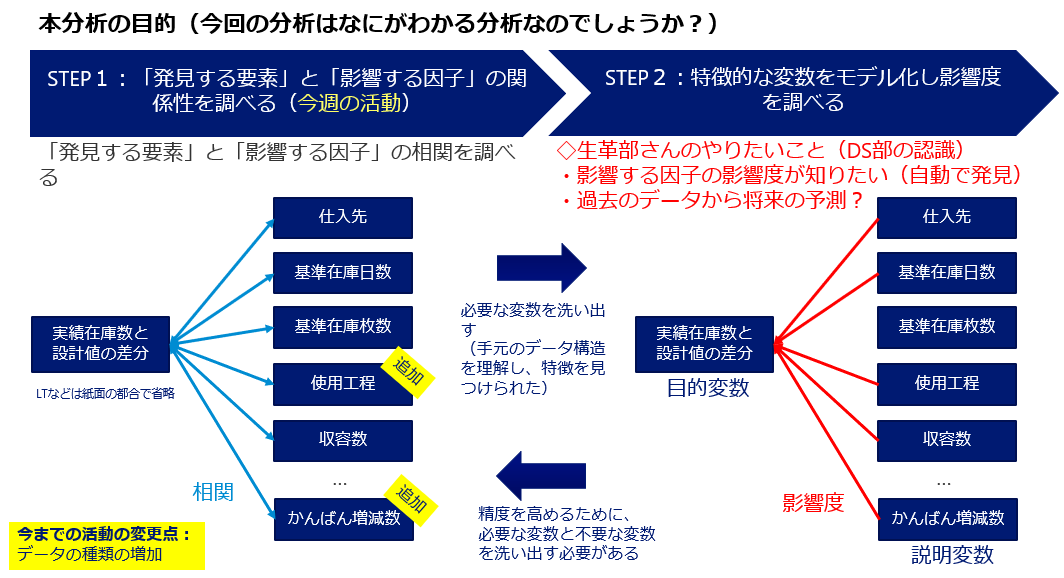 本分析の目的（今回の分析はなにがわかる分析なのでしょうか？）
STEP１：「発見する要素」と「影響する因子」の関
係性を調べる（今週の活動）
STEP２：特徴的な変数をモデル化し影響度
を調べる
「発見する要素」と「影響する因子」の相関を調べ
る
◇生革部さんのやりたいこと（DS部の認識）
・影響する因子の影響度が知りたい（自動で発見）
・過去のデータから将来の予測？
仕入先
基準在庫日数
基準在庫枚数
使用工程
追加
収容数
…
かんばん増減数
追加
実績在庫数と
設計値の差分
LTなどは紙面の都合で省略
相関
今までの活動の変更点：
データの種類の増加
必要な変数を洗い出
す
（手元のデータ構造
を理解し、特徴を見
つけられた）
精度を高めるために、
必要な変数と不要な変数
を洗い出す必要がある
実績在庫数と
設計値の差分
目的変数
仕入先
基準在庫日数
基準在庫枚数
使用工程
収容数
…
かんばん増減数
影響度
説明変数